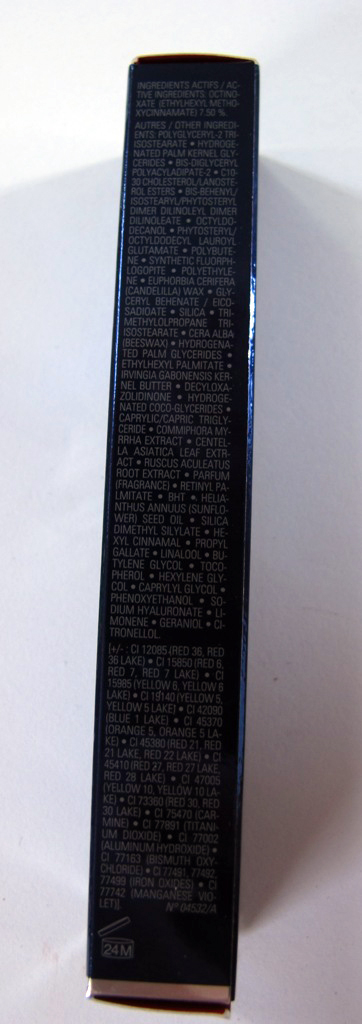 INGREDIENTS ACTIFS / AC-
TIVE INGREDIENTS: OCTINO-
XATE (ETHYLHEXYL METHO-
XYCINNAMATE) 7.50 %.
AUTRES / OTHER INGREDI-
ENTS: POLYGLYCERYL-2 TRI-
ISOSTEARATE • HYDROGE-
NATED PALM KERNEL GLY-
CERIDES • BIS-DIGLYCERYL
POLYACYLADIPATE-2 • C10-
30 CHOLESTEROL/LANOSTE-
ROL ESTERS • BIS-BEHENYL/
ISOSTEARYL/PHYTOSTERYL
DIMER DILINOLEYL DIMER
DILINOLEATE • OCTYLDO-
DECANOL • PHYTOSTERYL/
OCTYLDODECYL LAUROYL
GLUTAMATE • POLYBUTE-
NE • SYNTHETIC FLUORPH-
LOGOPITE • POLYETHYLE-
NE • EUPHORBIA CERIFERA
(CANDELILLA) WAX • GLY-
CERYL BEHENATE / EICO-
SADIOATE • SILICA • TRI-
METHYLOLPROPANE TRI-
ISOSTEARATE • CERA ALBA
(BEESWAX) • HYDROGENA-
TED PALM GLYCERIDES •
ETHYLHEXYL PALMITATE •
IRVINGIA GABONENSIS KER-
NEL BUTTER • DECYLOXA-
ZOLIDINONE • HYDROGE-
NATED COCO-GLYCERIDES •
CAPRYLIC/CAPRIC TRIGLY-
CERIDE • COMMIPHORA MY-
RRHA EXTRACT • CENTEL-
LA ASIATICA LEAF EXTR-
ACT • RUSCUS ACULEATUS
ROOT EXTRACT • PARFUM
(FRAGRANCE) • RETINYL PA-
LMITATE • BHT • HELIA-
NTHUS ANNUUS (SUNFLO-
WER) SEED OIL • SILICA
DIMETHYL SILYLATE • HE-
XYL CINNAMAL • PROPYL
GALLATE • LINALOOL • BU-
TYLENE GLYCOL • TOCO-
PHEROL • HEXYLENE GLY-
COL • CAPRYLYL GLYCOL •
PHENOXYETHANOL • SO-
DIUM HYALURONATE • LI-
MONENE • GERANIOL • CI-
TRONELLOL.
[+/- : CI 12085 (RED 36, RED
36 LAKE) • CI 15850 (RED 6,
RED 7, RED 7 LAKE) • CI
15985 (YELLOW 6, YELLOW 6
LAKE) • CI 19140 (YELLOW 5,
YELLOW 5 LAKE) • CI 42090
(BLUE 1 LAKE) • CI 45370
(ORANGE 5, ORANGE 5 LA-
KE) • CI 45380 (RED 21, RED
21 LAKE, RED 22 LAKE) • CI
45410 (RED 27, RED 27 LAKE,
RED 28 LAKE) • CI 47005
(YELLOW 10, YELLOW 10 LA-
KE) • CI 73360 (RED 30, RED
30 LAKE) • CI 75470 (CAR-
MINE) • CI 77891 (TITANI-
UM DIOXIDE) • CI 77002
(ALUMINUM HYDROXIDE) •
CI 77163 (BISMUTH OXY-
CHLORIDE) • CI 77491, 77492,
77499 (IRON OXIDES) • CI
77742 (MANGANESE VIO-
LET)].
N° 04532/A
24M